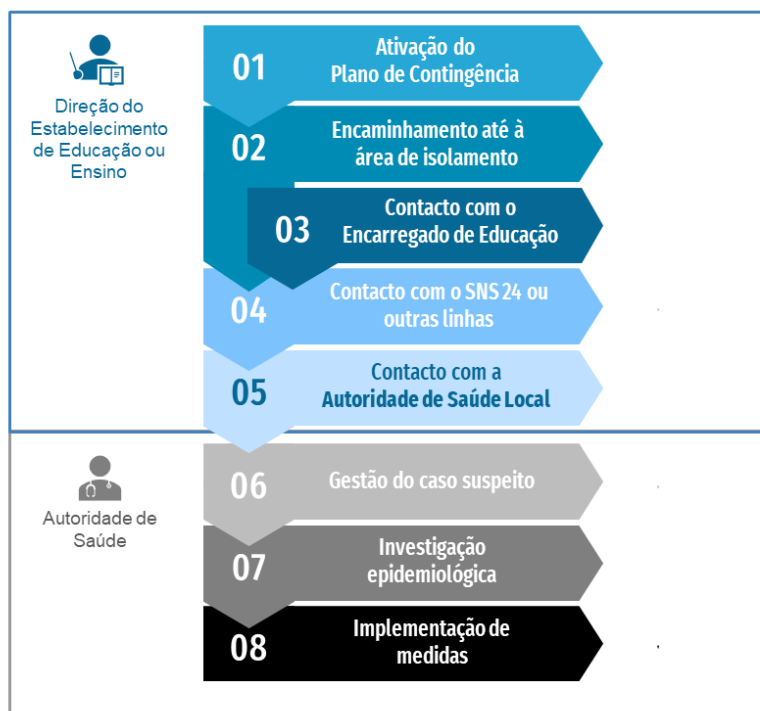 Direção do
Estabelecimento
de Educação ou
Ensino
01
Ativação do
Plano de Contingência
02
Encaminhamento até à
área de isolamento
03
Contacto com o
Encarregado de Educação
04
Contacto com o SNS 24 ou
outras linhas
05
Contacto com a
Autoridade de Saúde Local
Autoridade de
Saúde
06
Gestão do caso suspeito
07
Investigação
epidemiológica
08
Implementação de
medidas